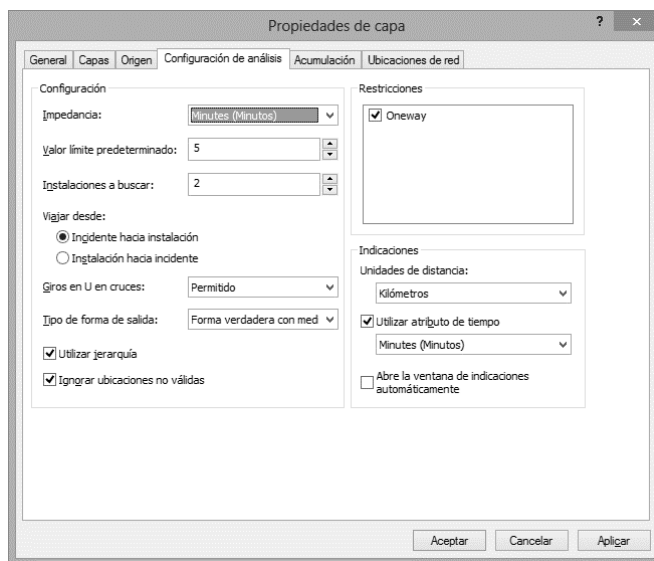 Propiedades de capa
? ×
General Capas Origen Configuración de análisis Acumulación Ubicaciones de red
Configuración
Impedancia: Minutes (Minutos)
Valor límite predeterminado: 5
Instalaciones a buscar: 2
Viajar desde:
Incidente hacia instalación
Instalación hacia incidente
Giros en U en cruces: Permitido
Tipo de forma de salida: Forma verdadera con med
Utilizar jerarquía
Ignorar ubicaciones no válidas
Restricciones
Oneway
Indicaciones
Unidades de distancia:
Kilómetros
Utilizar atributo de tiempo
Minutes (Minutos)
Abre la ventana de indicaciones
automáticamente
Aceptar Cancelar Aplicar